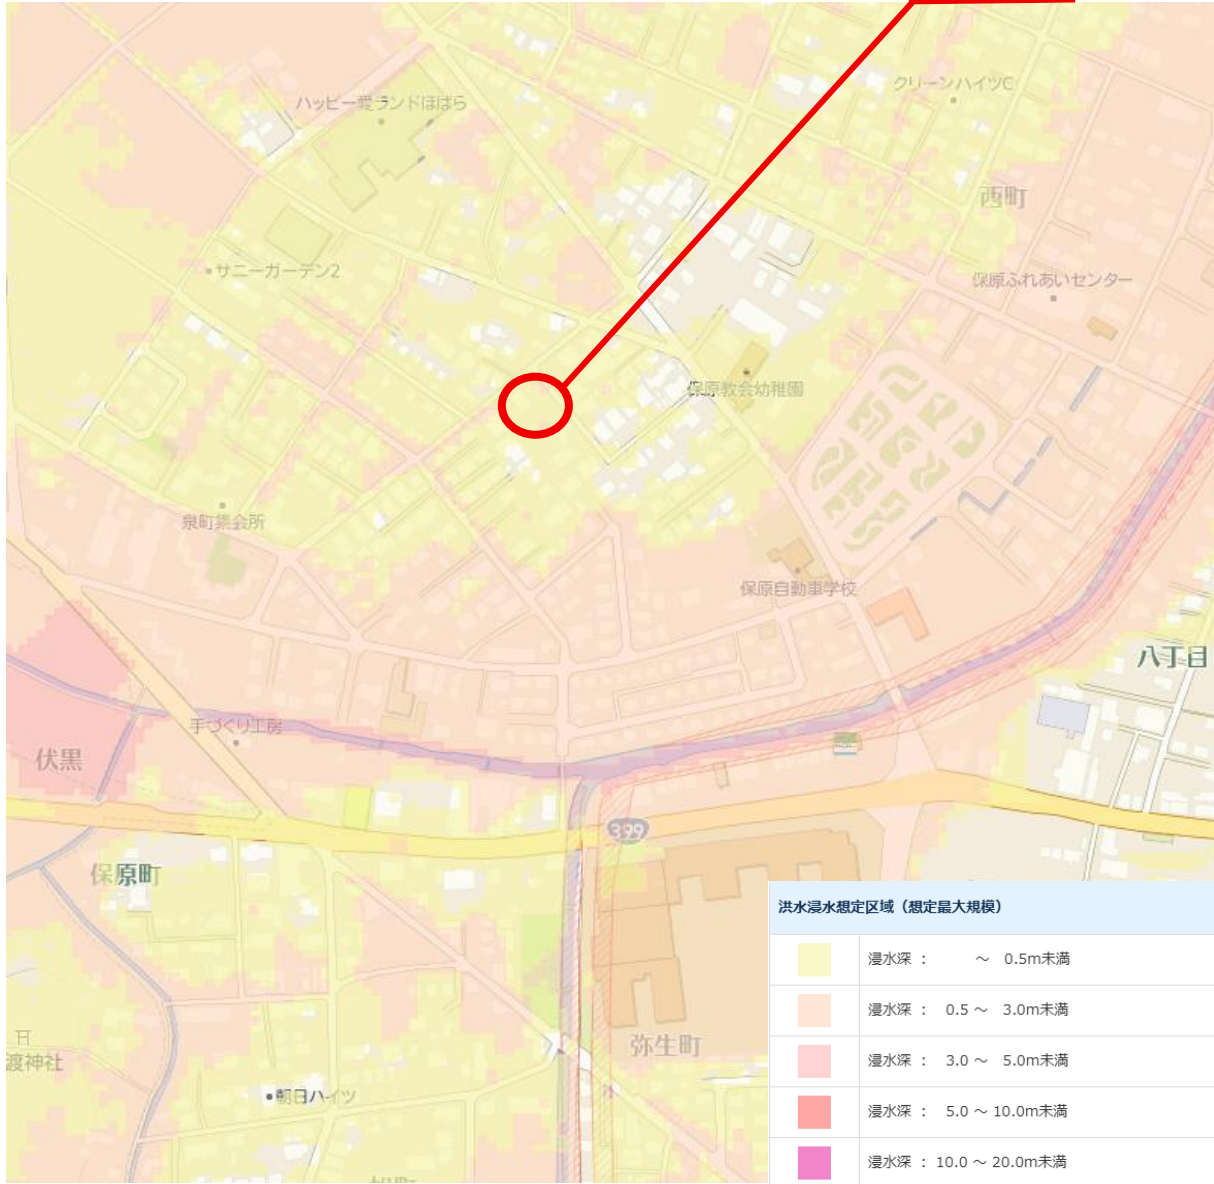 クリーンハイツC
ハッピー愛ランドほばら
西町
サニーガーデン2
保原ふれあいセンター
保原教会幼稚園
泉町集会所
保原自動車学校
八丁目
手づくり工房
伏黒
399
保原町
洪水浸水想定区域（想定最大規模）
浸水深 ： ～ 0.5m未満
浸水深 ： 0.5 ～ 3.0m未満
弥生町
渡神社
浸水深 ： 3.0 ～ 5.0m未満
朝日ハイツ
浸水深 ： 5.0 ～ 10.0m未満
浸水深 ： 10.0 ～ 20.0m未満